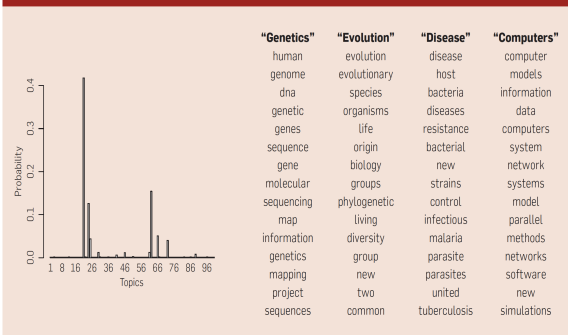 “Genetics” “Evolution” “Disease” “Computers”
human evolution disease computer
genome evolutionary host models
dna species bacteria information
genetic organisms diseases data
genes life resistance computers
sequence origin bacterial system
gene biology new network
molecular groups strains systems
sequencing phylogenetic control model
map living infectious parallel
information diversity malaria methods
genetics group parasite networks
mapping new parasites software
project two united new
sequences common tuberculosis simulations
Probability
0.4
0.3
0.2
0.1
0.0
1 8 16 26 36 46 56 66 76 86 96
Topics